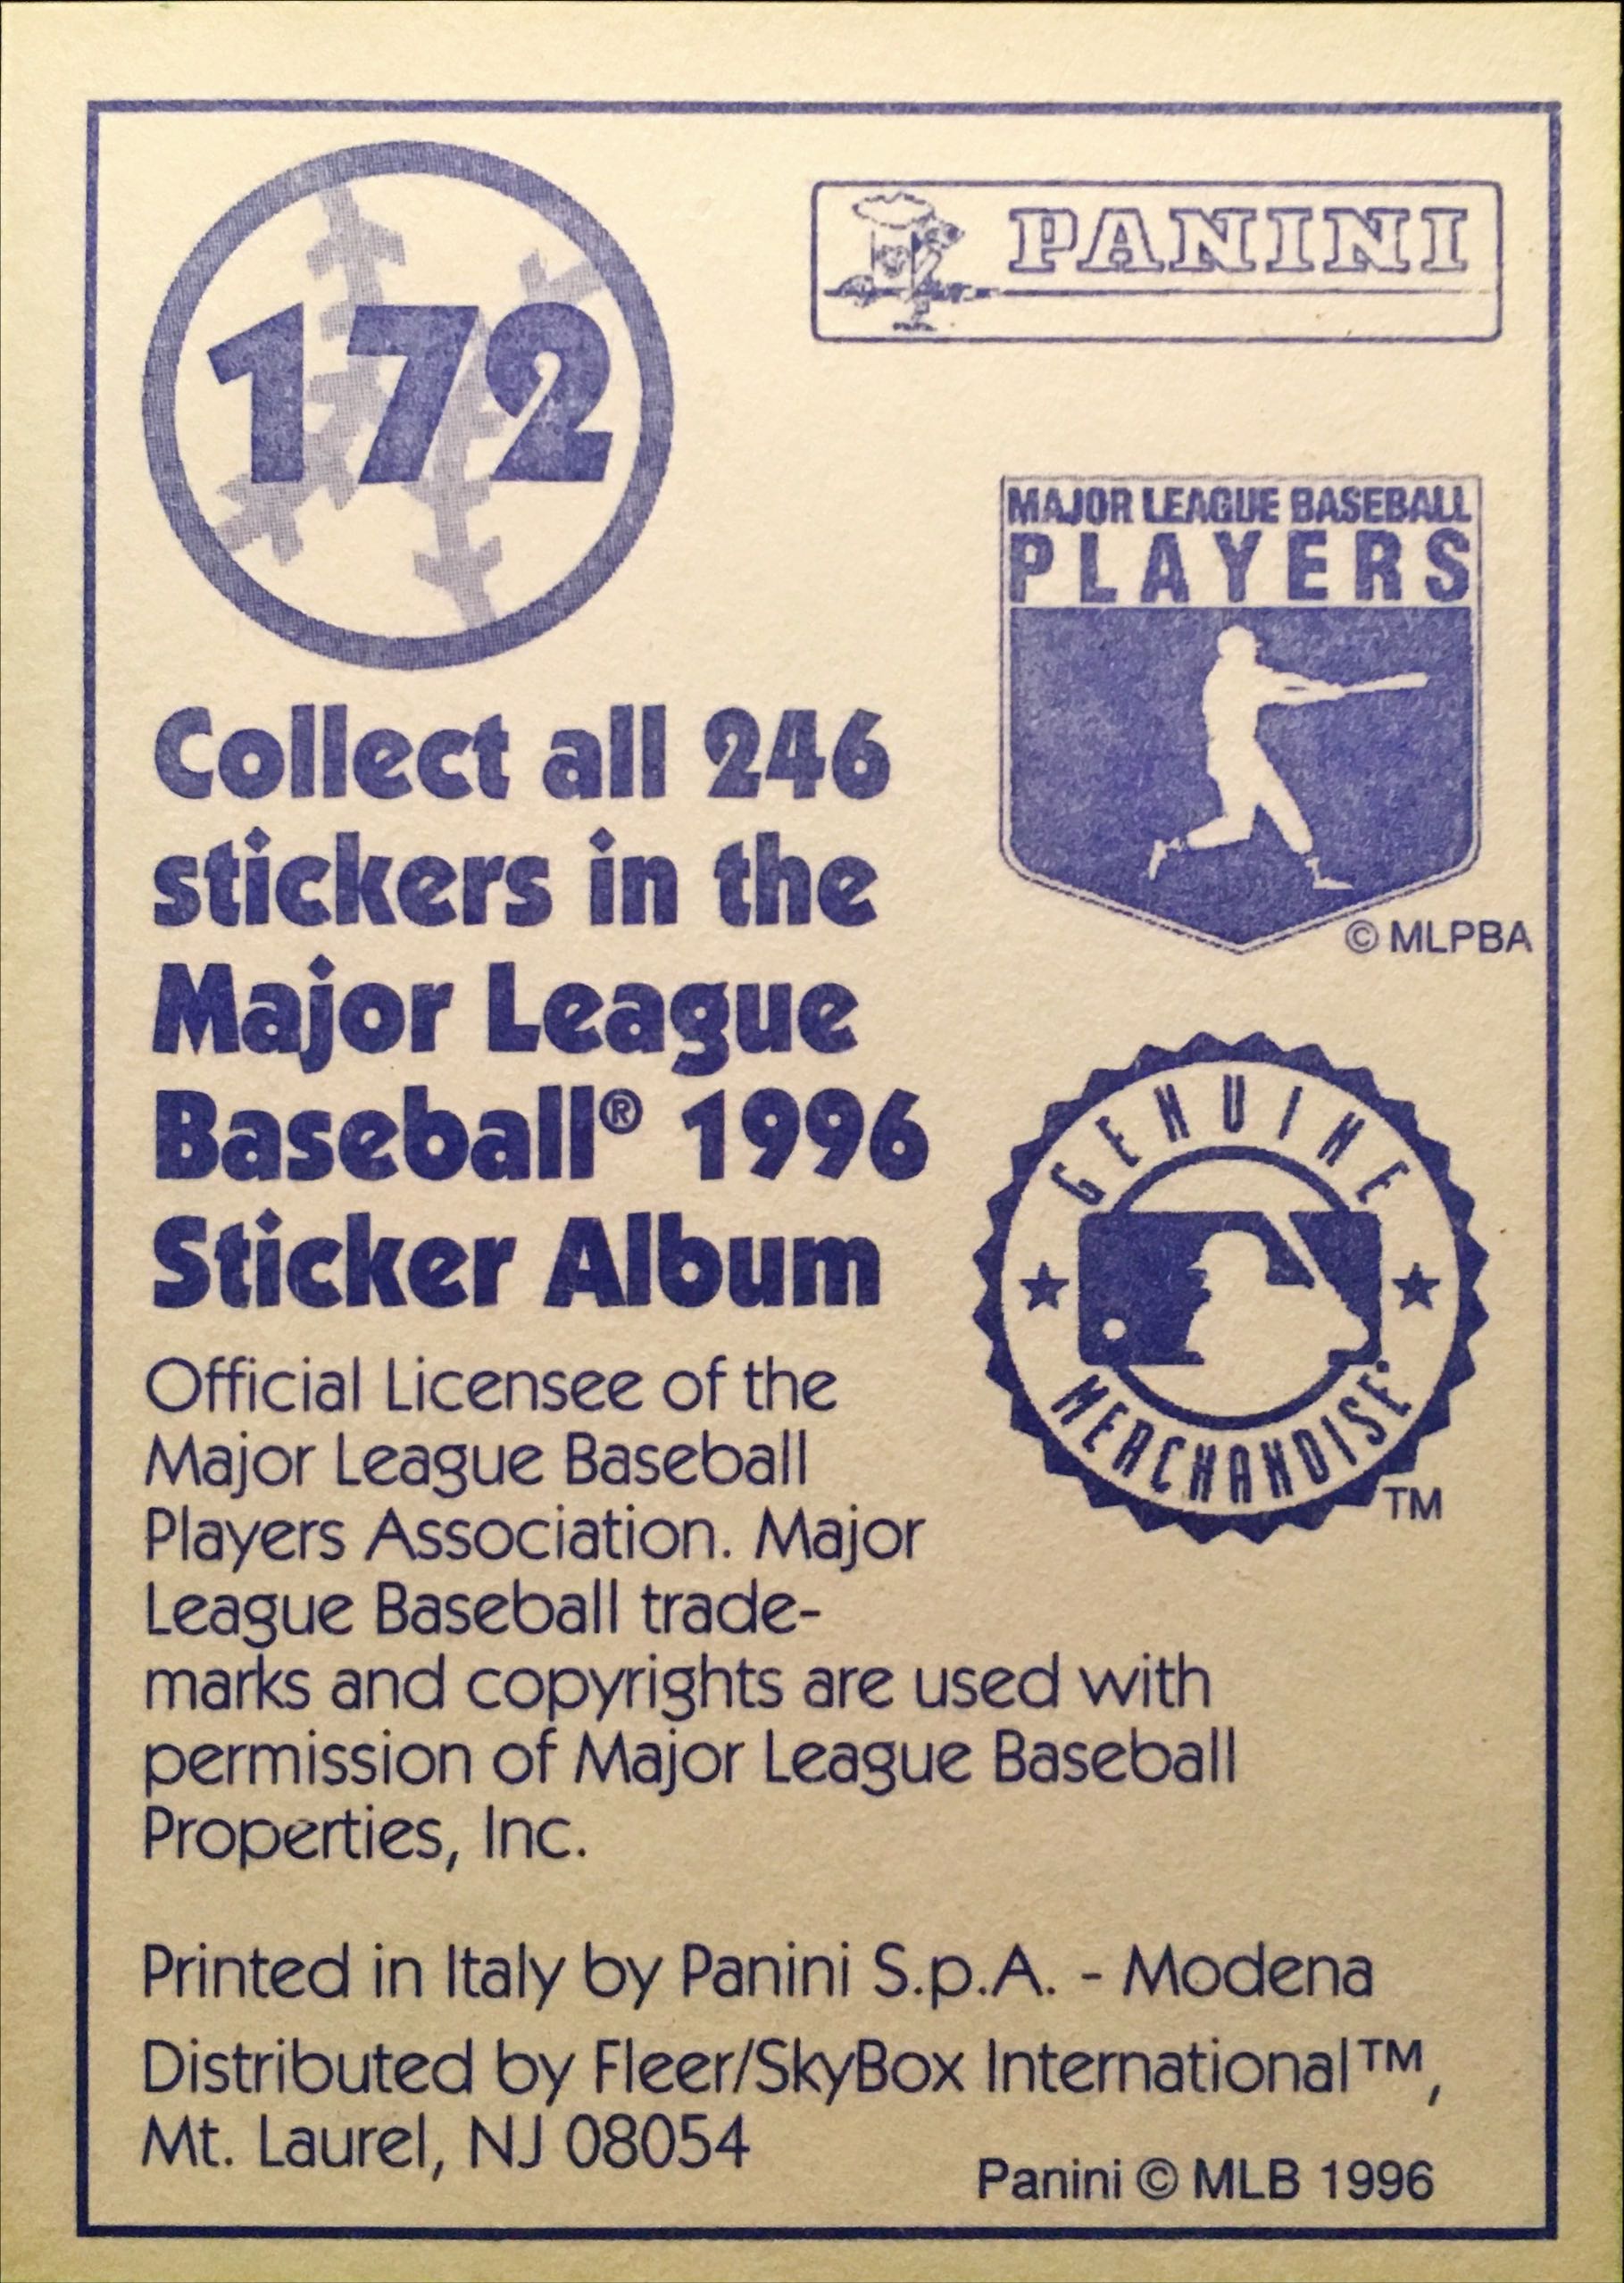 172
PANINI
MAJOR LEAGUE BASEBALL
PLAYERS
© MLPBA
Collect all 246
stickers in the
Major League
Baseball® 1996
Sticker Album
GENUINE
MERCHANDISE
TM
Official Licensee of the
Major League Baseball
Players Association. Major
League Baseball trade-
marks and copyrights are used with
permission of Major League Baseball
Properties, Inc.
Printed in Italy by Panini S.p.A. - Modena
Distributed by Fleer/SkyBox International™,
Mt. Laurel, NJ 08054
Panini © MLB 1996